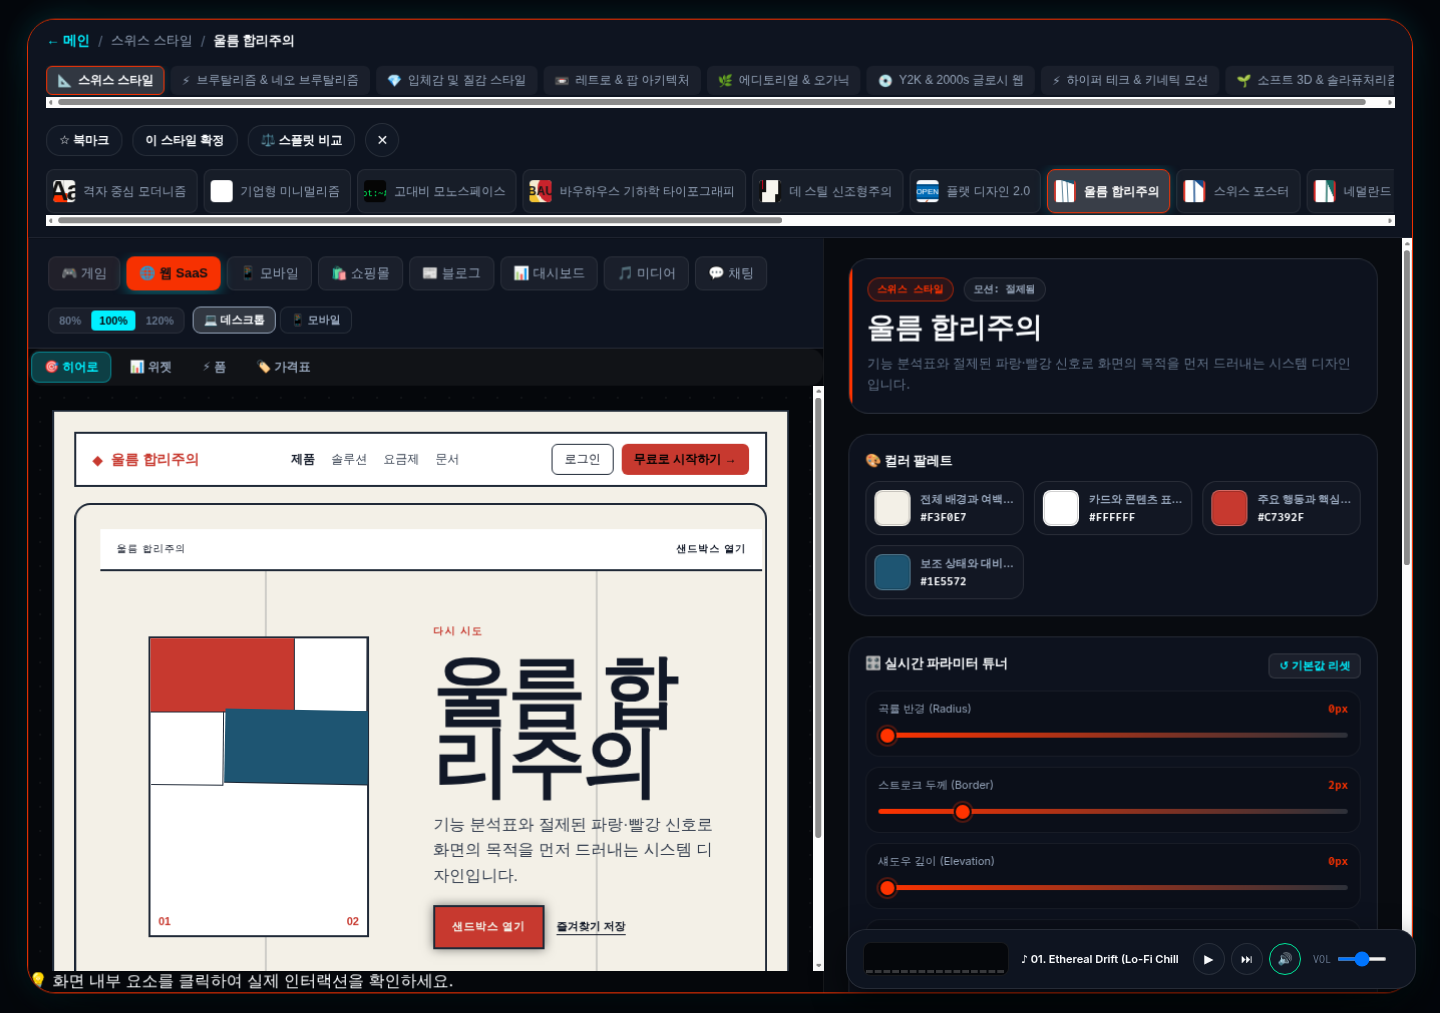 ← 메인 / 스위스 스타일 / 울름 합리주의
스위스 스타일 브루탈리즘 & 네오 브루탈리즘 입체감 및 질감 스타일 레트로 & 팝 아키텍처 에디토리얼 & 오가닉 Y2K & 2000s 글로시 웹 하이퍼 테크 & 키네틱 모션 소프트 3D & 솔라퓨처리즘
☆ 북마크 이 스타일 확정 스플릿 비교 ✕
격자 중심 모더니즘 기업형 미니멀리즘 고대비 모노스페이스 바우하우스 기하학 타이포그래피 데 스틸 신조형주의 OPEN 플랫 디자인 2.0 울름 합리주의 스위스 포스터 네덜란드
게임 웹 SaaS 모바일 쇼핑몰 블로그 대시보드 미디어 채팅
80% 100% 120% 데스크톱 모바일
히어로 위젯 폼 가격표
◆ 울름 합리주의 제품 솔루션 요금제 문서 로그인 무료로 시작하기 →
울름 합리주의 샌드박스 열기
다시 시도
울름 합
리주의
기능 분석표와 절제된 파랑·빨강 신호로
화면의 목적을 먼저 드러내는 시스템 디
자인입니다.
01 02
샌드박스 열기 즐겨찾기 저장
화면 내부 요소를 클릭하여 실제 인터랙션을 확인하세요.
스위스 스타일 모션: 절제됨
울름 합리주의
기능 분석표와 절제된 파랑·빨강 신호로 화면의 목적을 먼저 드러내는 시스템 디자인
입니다.
컬러 팔레트
전체 배경과 여백... 카드와 콘텐츠 표... 주요 행동과 핵심...
#F3F0E7 #FFFFFF #C7392F
보조 상태와 대비...
#1E5572
실시간 파라미터 튜너 ↺ 기본값 리셋
곡률 반경 (Radius) 0px
스트로크 두께 (Border) 2px
섀도우 깊이 (Elevation) 0px
♪ 01. Ethereal Drift (Lo-Fi Chill VOL